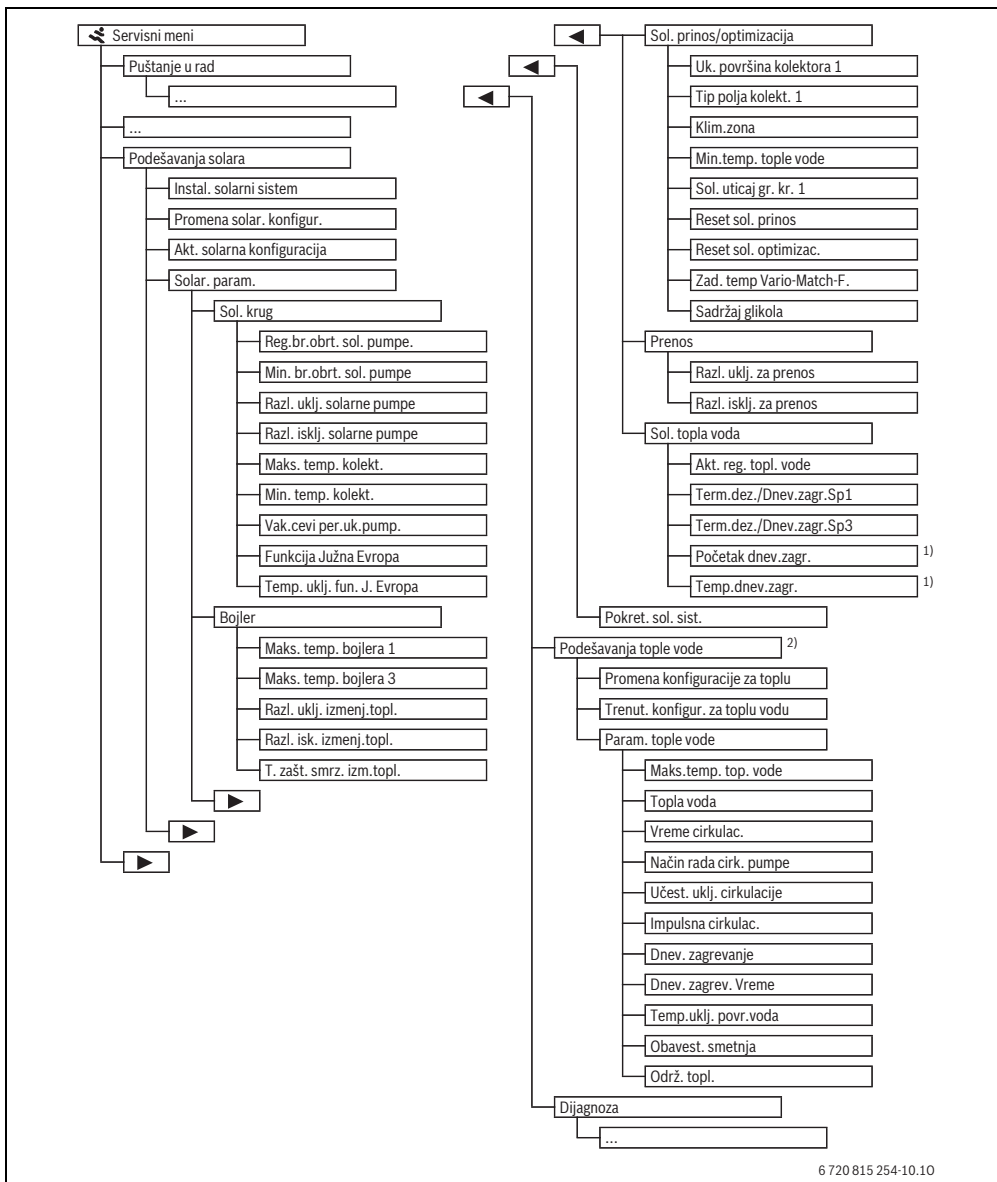 Servisni meni
Puštanje u rad
...
...
Podešavanja solara
Instal. solarni sistem
Promena solar. konfigur.
Akt. solarna konfiguracija
Solar. param.
Sol. krug
Reg.br.obrt. sol. pumpe.
Min. br.obrt. sol. pumpe
Razl. uklj. solarne pumpe
Razl. isklj. solarne pumpe
Maks. temp. kolekt.
Min. temp. kolekt.
Vak.cevi per.uk.pump.
Funkcija Južna Evropa
Temp. uklj. fun. J. Evropa
Bojler
Maks. temp. bojlera 1
Maks. temp. bojlera 3
Razl. uklj. izmenj.topl.
Razl. isk. izmenj.topl.
T. zašt. smrz. izm.topl.
Sol. prinos/optimizacija
Uk. površina kolektora 1
Tip polja kolekt. 1
Klim.zona
Min.temp. tople vode
Sol. uticaj gr. kr. 1
Reset sol. prinos
Reset sol. optimizac.
Zad. temp Vario-Match-F.
Sadržaj glikola
Prenos
Razl. uklj. za prenos
Razl. isklj. za prenos
Sol. topla voda
Akt. reg. topl. vode
Term.dez./Dnev.zagr.Sp1
Term.dez./Dnev.zagr.Sp3
Početak dnev.zagr. 1)
Temp.dnev.zagr. 1)
Pokret. sol. sist.
Podešavanja tople vode 2)
Promena konfiguracije za toplu
Trenut. konfigur. za toplu vodu
Param. tople vode
Maks.temp. top. vode
Topla voda
Vreme cirkulac.
Način rada cirk. pumpe
Učest. uklj. cirkulacije
Impulsna cirkulac.
Dnev. zagrevanje
Dnev. zagrev. Vreme
Temp.uklj. povr.voda
Obavest. smetnja
Održ. topl.
Dijagnoza
...
6 720 815 254-10.1O